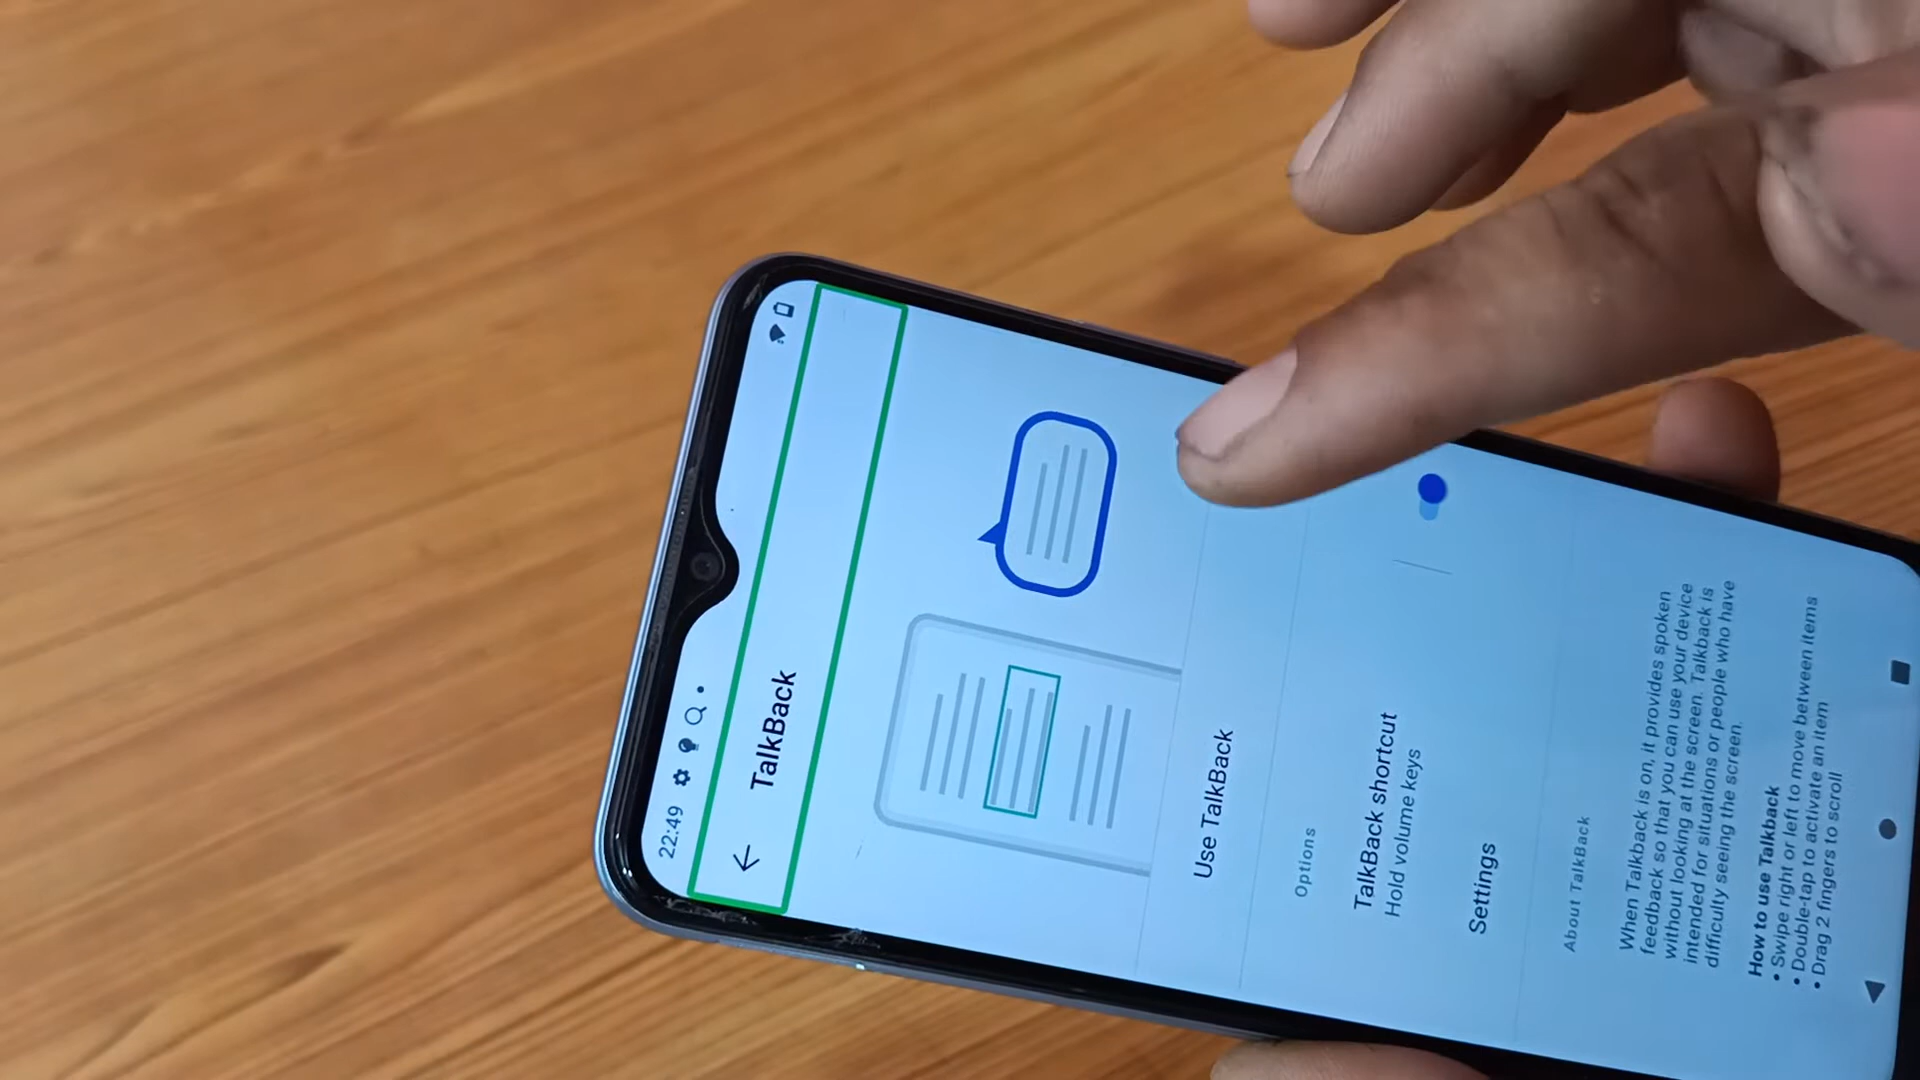 22:49
TalkBack
Use TalkBack
Options
TalkBack shortcut
Hold volume keys
Settings
About TalkBack
When Talkback is on, it provides spoken
feedback so that you can use your device
without looking at the screen. Talkback is
intended for situations or people who have
difficulty seeing the screen.
How to use Talkback
• Swipe right or left to move between items
• Double-tap to activate an item
• Drag 2 fingers to scroll